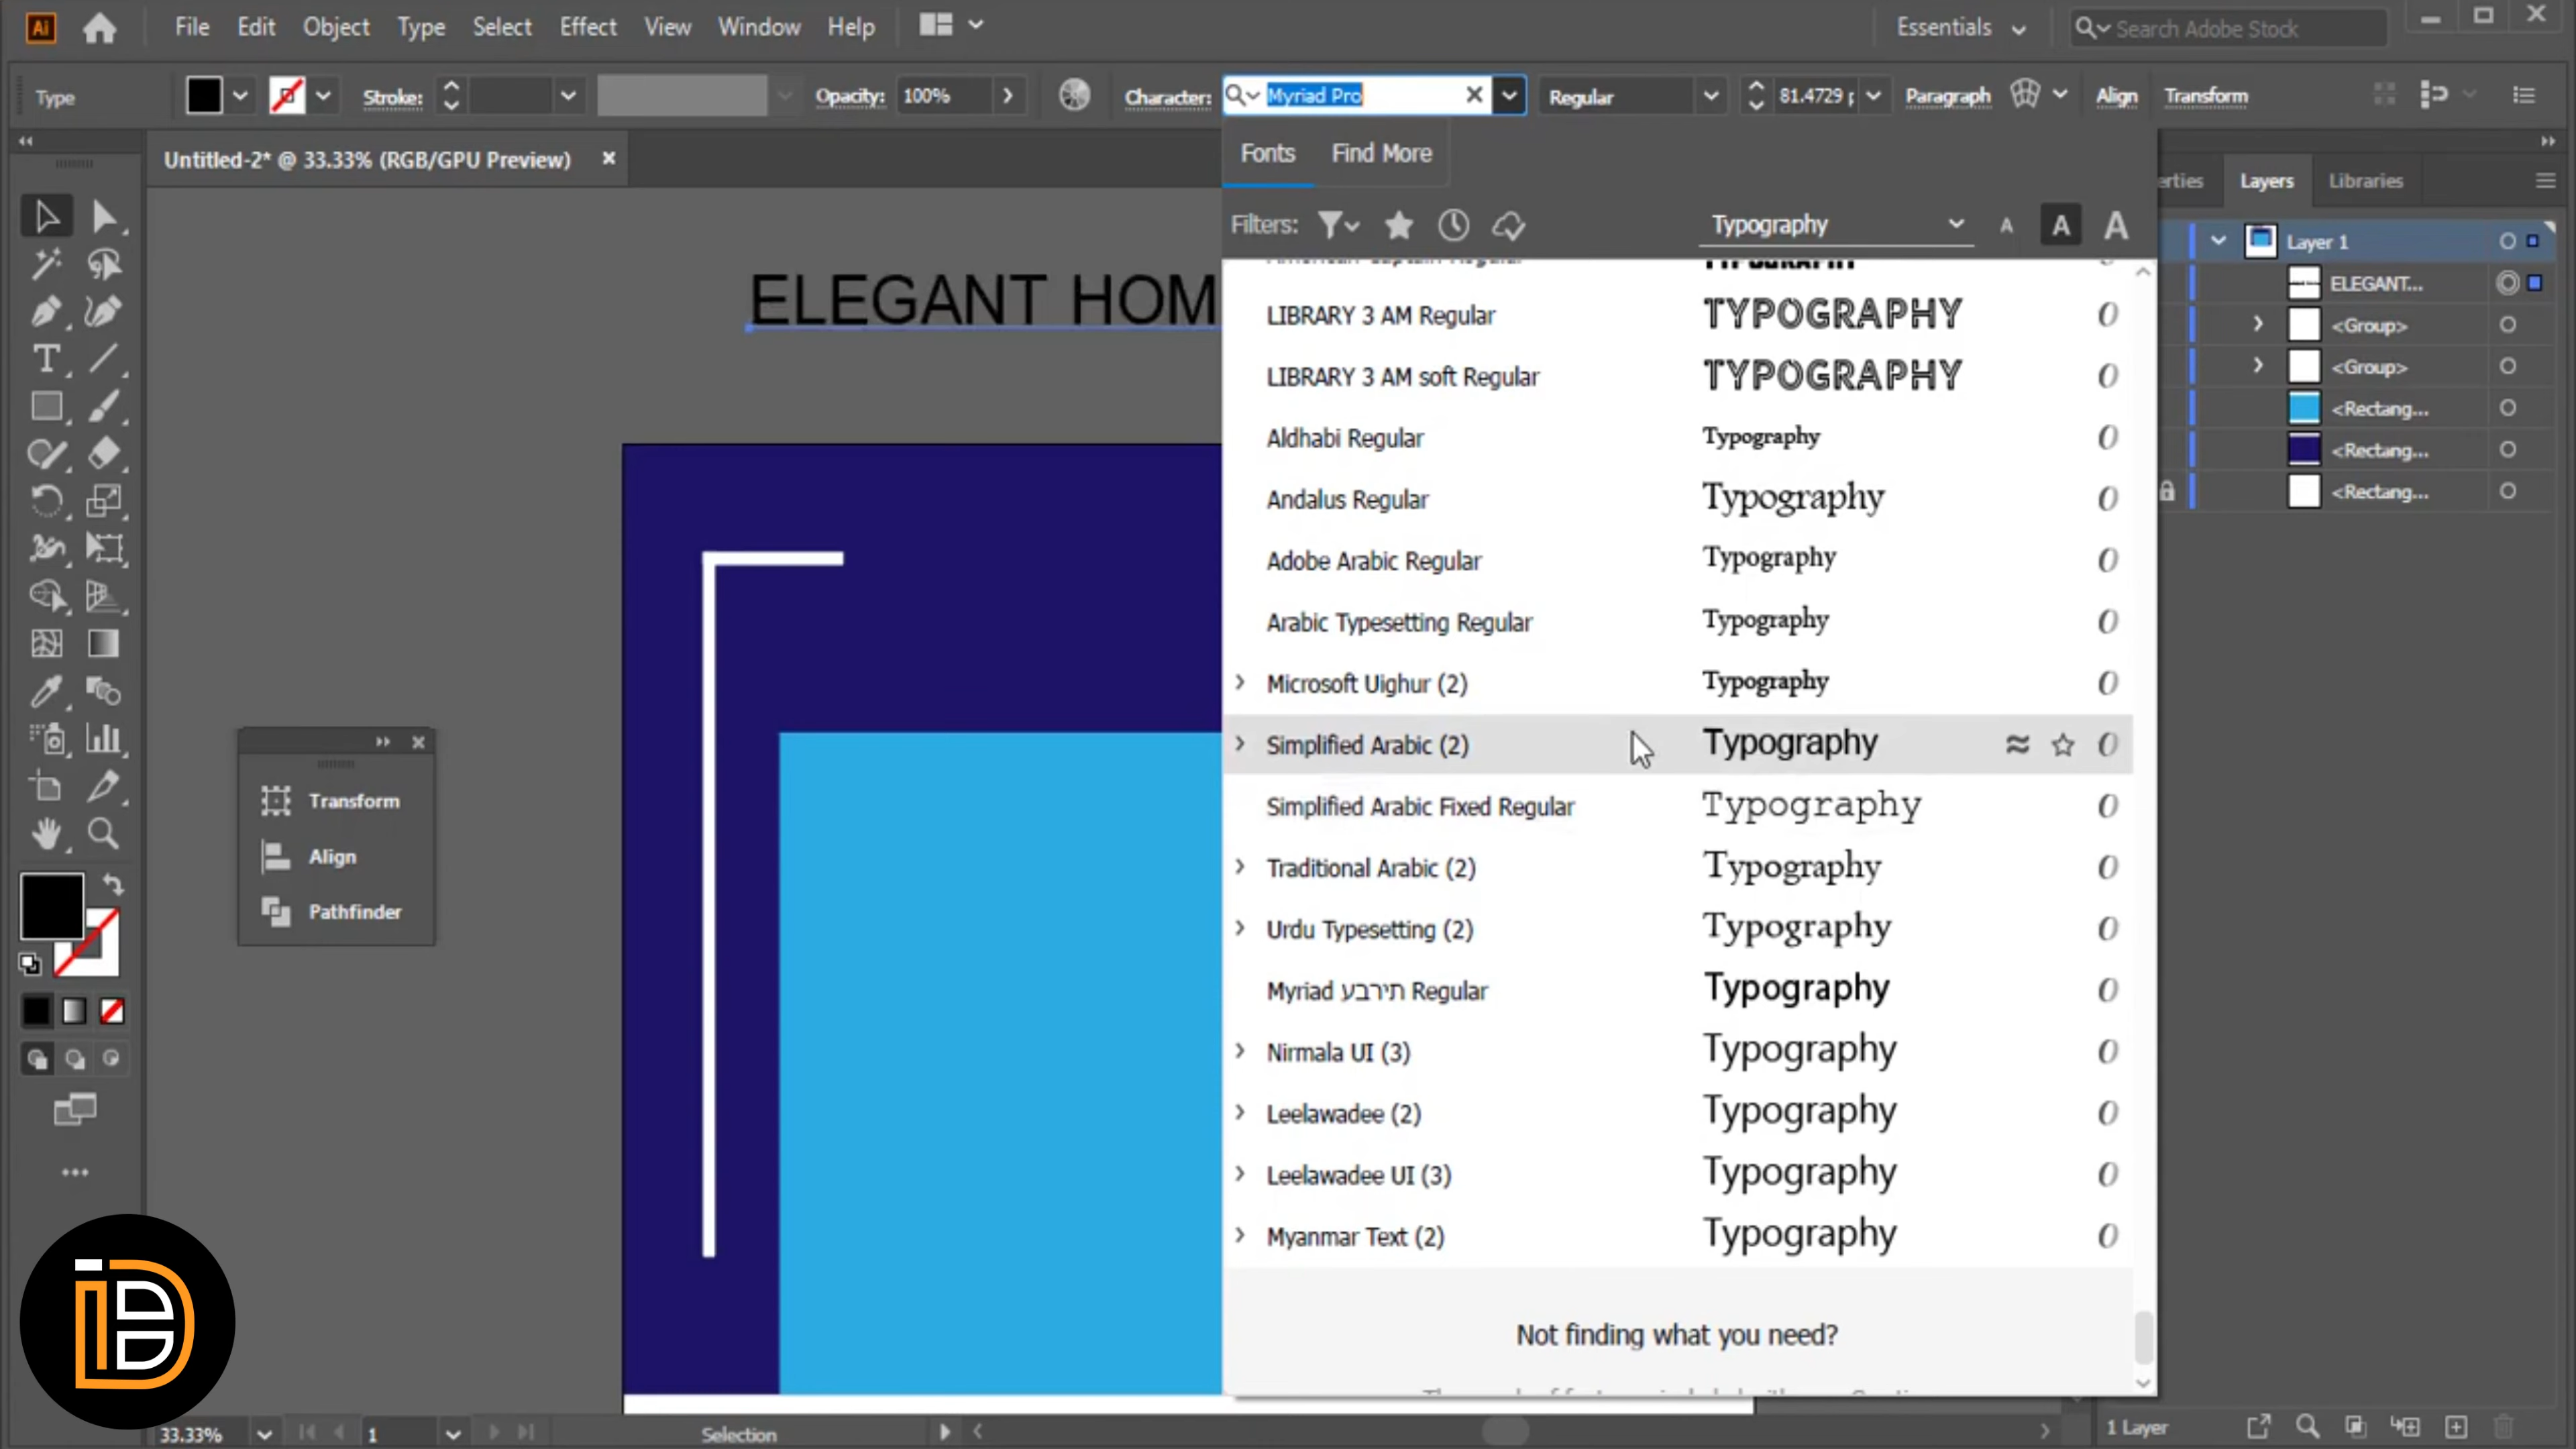 Ai File Edit Object Type Select Effect View Window Help Essentials Search Adobe Stock
Type Stroke: Opacity: 100% Character: Myriad Pro Regular 81.4729 Paragraph Align Transform
Untitled-2* @ 33.33% (RGB/GPU Preview)
Fonts Find More
Filters: Typography A A A
ELEGANT HOM
LIBRARY 3 AM Regular TYPOGRAPHY
LIBRARY 3 AM soft Regular TYPOGRAPHY
Aldhabi Regular Typography
Andalus Regular Typography
Adobe Arabic Regular Typography
Arabic Typesetting Regular Typography
Microsoft Uighur (2) Typography
Simplified Arabic (2) Typography
Simplified Arabic Fixed Regular Typography
Traditional Arabic (2) Typography
Urdu Typesetting (2) Typography
Myriad תירבע Regular Typography
Nirmala UI (3) Typography
Leelawadee (2) Typography
Leelawadee UI (3) Typography
Myanmar Text (2) Typography
Not finding what you need?
erties Layers Libraries
Layer 1
ELEGANT...
<Group>
<Group>
<Rectang...
<Rectang...
<Rectang...
Transform
Align
Pathfinder
33.33% 1 Selection
1 Layer